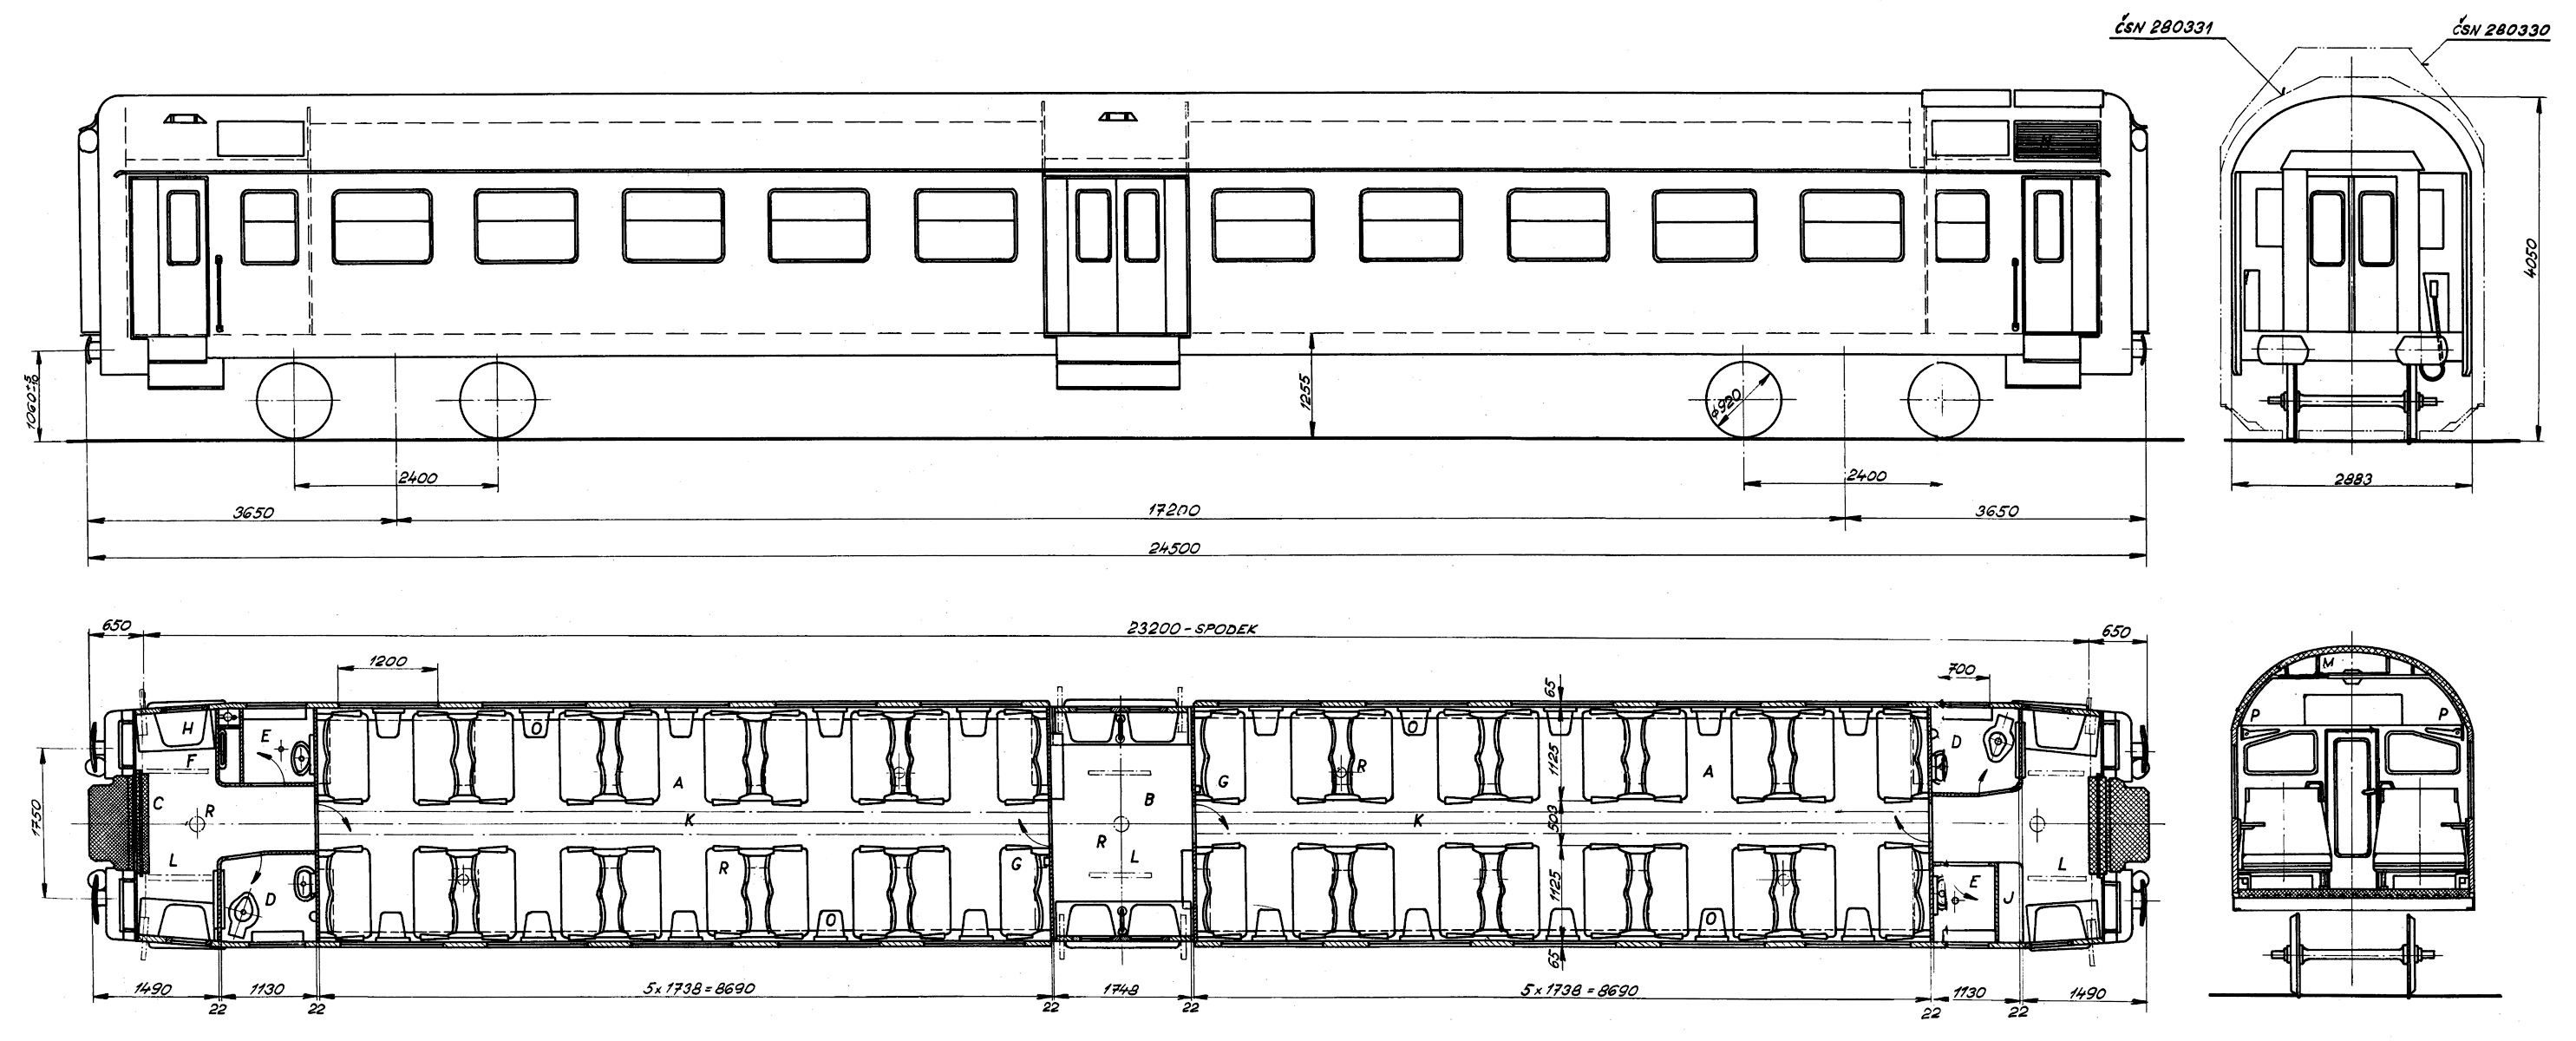 ČSN 280331
ČSN 280330
1060±5/10
1255
ø920
4050
2400
2400
2883
3650
17200
3650
24500
650
23200 - SPODEK
650
1200
700
65
M
H
O
O
E
D
P
P
F
A
R
G
1125
A
C
R
B
1750
K
503
K
L
R
L
R
G
L
D
1125
E
J
O
O
65
1490
1130
5 x 1738 = 8690
1748
5 x 1738 = 8690
1130
1490
22
22
22
22
22
22